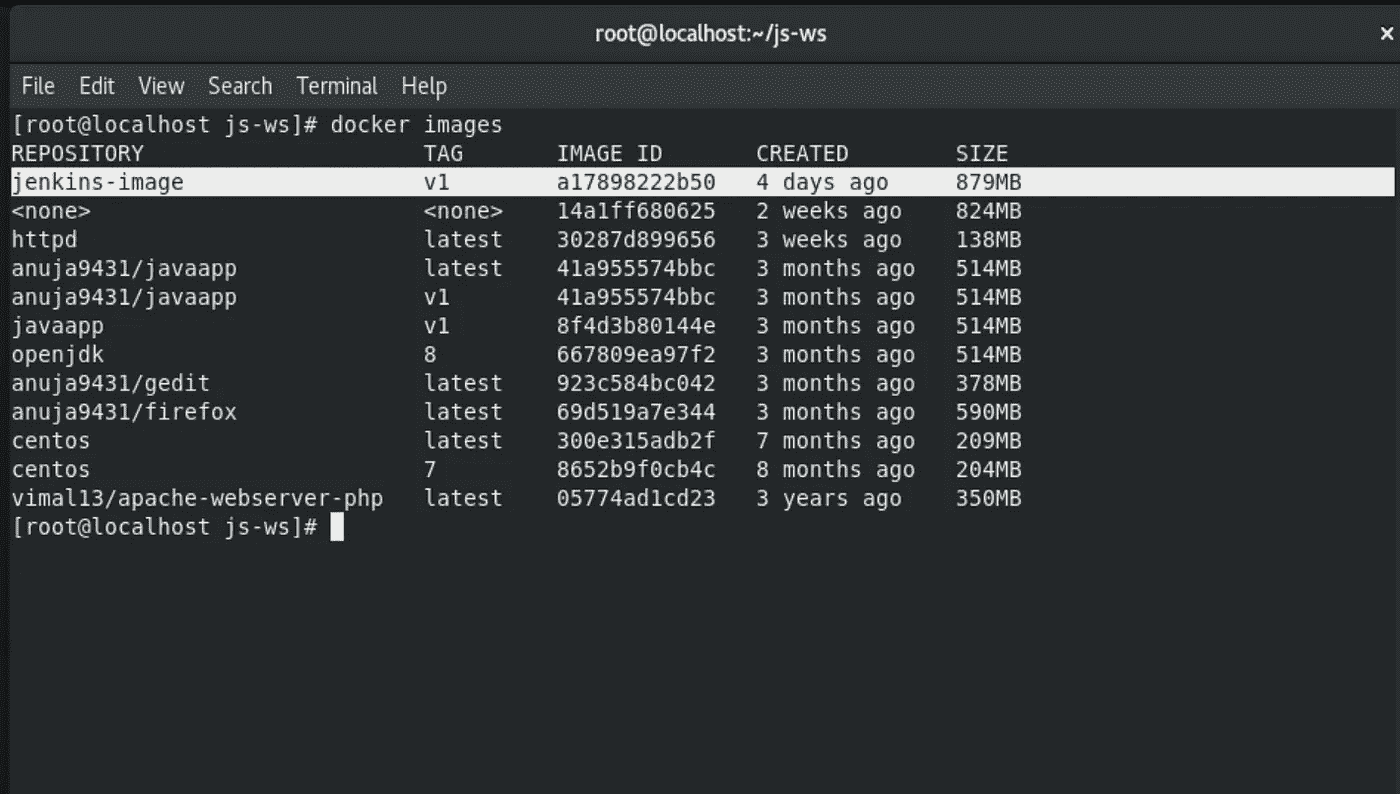 root@localhost:~/js-ws ×
File Edit View Search Terminal Help
[root@localhost js-ws]# docker images
REPOSITORY TAG IMAGE ID CREATED SIZE
jenkins-image v1 a17898222b50 4 days ago 879MB
<none> <none> 14a1ff680625 2 weeks ago 824MB
httpd latest 30287d899656 3 weeks ago 138MB
anuja9431/javaapp latest 41a955574bbc 3 months ago 514MB
anuja9431/javaapp v1 41a955574bbc 3 months ago 514MB
javaapp v1 8f4d3b80144e 3 months ago 514MB
openjdk 8 667809ea97f2 3 months ago 514MB
anuja9431/gedit latest 923c584bc042 3 months ago 378MB
anuja9431/firefox latest 69d519a7e344 3 months ago 590MB
centos latest 300e315adb2f 7 months ago 209MB
centos 7 8652b9f0cb4c 8 months ago 204MB
vimal13/apache-webserver-php latest 05774ad1cd23 3 years ago 350MB
[root@localhost js-ws]#